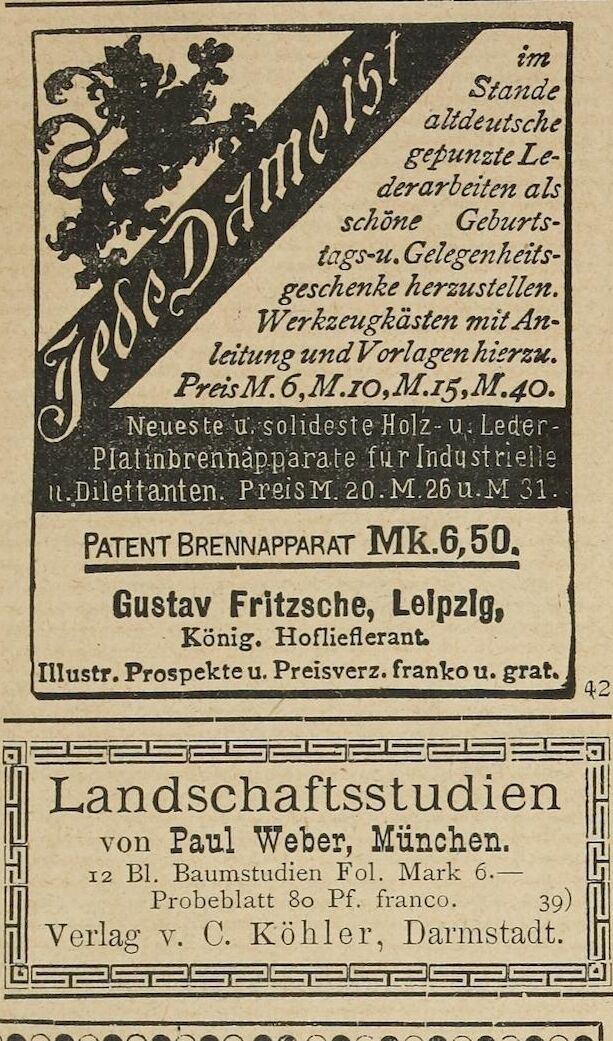 Jede Dame ist
im
Stande
altdeutsche
gepunzte Le-
derarbeiten als
schöne Geburts-
tags-u. Gelegenheits-
geschenke herzustellen.
Werkzeugkästen mit An-
leitung und Vorlagen hierzu.
Preis M. 6, M. 10, M. 15, M. 40.
Neueste u. solideste Holz- u. Leder-
Platinbrennapparate für Industrielle
u. Dilettanten. Preis M. 20. M. 26 u. M 31.
PATENT BRENNAPPARAT Mk. 6,50.
Gustav Fritzsche, Leipzig,
König. Hoflieflerant.
Illustr. Prospekte u. Preisverz. franko u. grat.
42
Landschaftsstudien
von Paul Weber, München.
12 Bl. Baumstudien Fol. Mark 6.—
Probeblatt 80 Pf. franco. 39)
Verlag v. C. Köhler, Darmstadt.